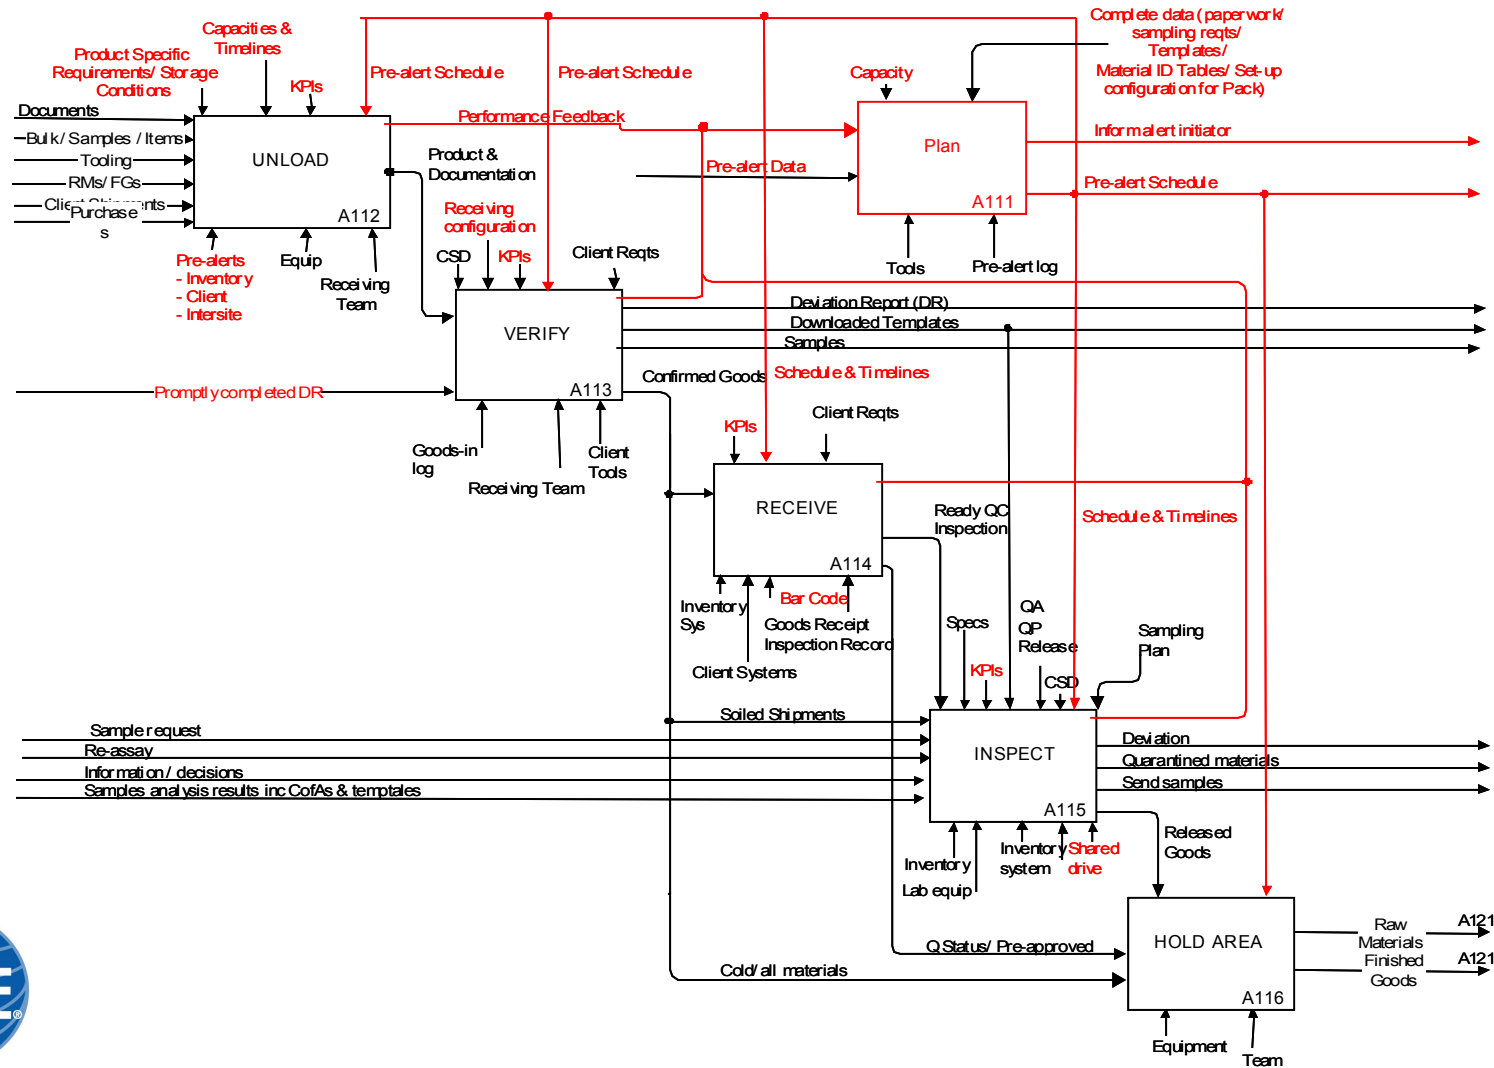 Complete data ( paperwork/
sampling reqts/
Templates/
Material ID Tables/ Set-up
configuration for Pack)
Capacities &
Timelines
Product Specific
Requirements/ Storage
Conditions
KPIs
Pre-alert Schedule
Pre-alert Schedule
Capacity
Documents
Bulk/ Samples / Items
Tooling
RMs/ FGs
Client Shipments
Purchase
s
UNLOAD
A112
Performance Feedback
Product &
Documentation
Pre-alert Data
Plan
A111
Inform alert initiator
Pre-alert Schedule
Pre-alerts
- Inventory
- Client
- Intersite
Equip
Receiving
Team
Receiving
configuration
CSD
KPIs
Client Reqts
Tools
Pre-alert log
VERIFY
A113
Deviation Report (DR)
Downloaded Templates
Samples
Promptly completed DR
Confirmed Goods
Schedule & Timelines
Goods-in
log
Receiving Team
Client
Tools
KPIs
Client Reqts
RECEIVE
A114
Ready QC
Inspection
Schedule & Timelines
Inventory
Sys
Bar Code
Goods Receipt
Inspection Record
Client Systems
Specs
KPIs
QA
QP
Release
CSD
Sampling
Plan
Soiled Shipments
Sample request
Re-assay
Information / decisions
Samples analysis results inc CofAs & temptales
INSPECT
A115
Deviation
Quarantined materials
Send samples
Released
Goods
Inventory
Lab equip
Inventory
system
Shared
drive
Q Status/ Pre-approved
Cold/ all materials
HOLD AREA
A116
Raw
Materials
A121
Finished
Goods
A121
Equipment
Team
E
®